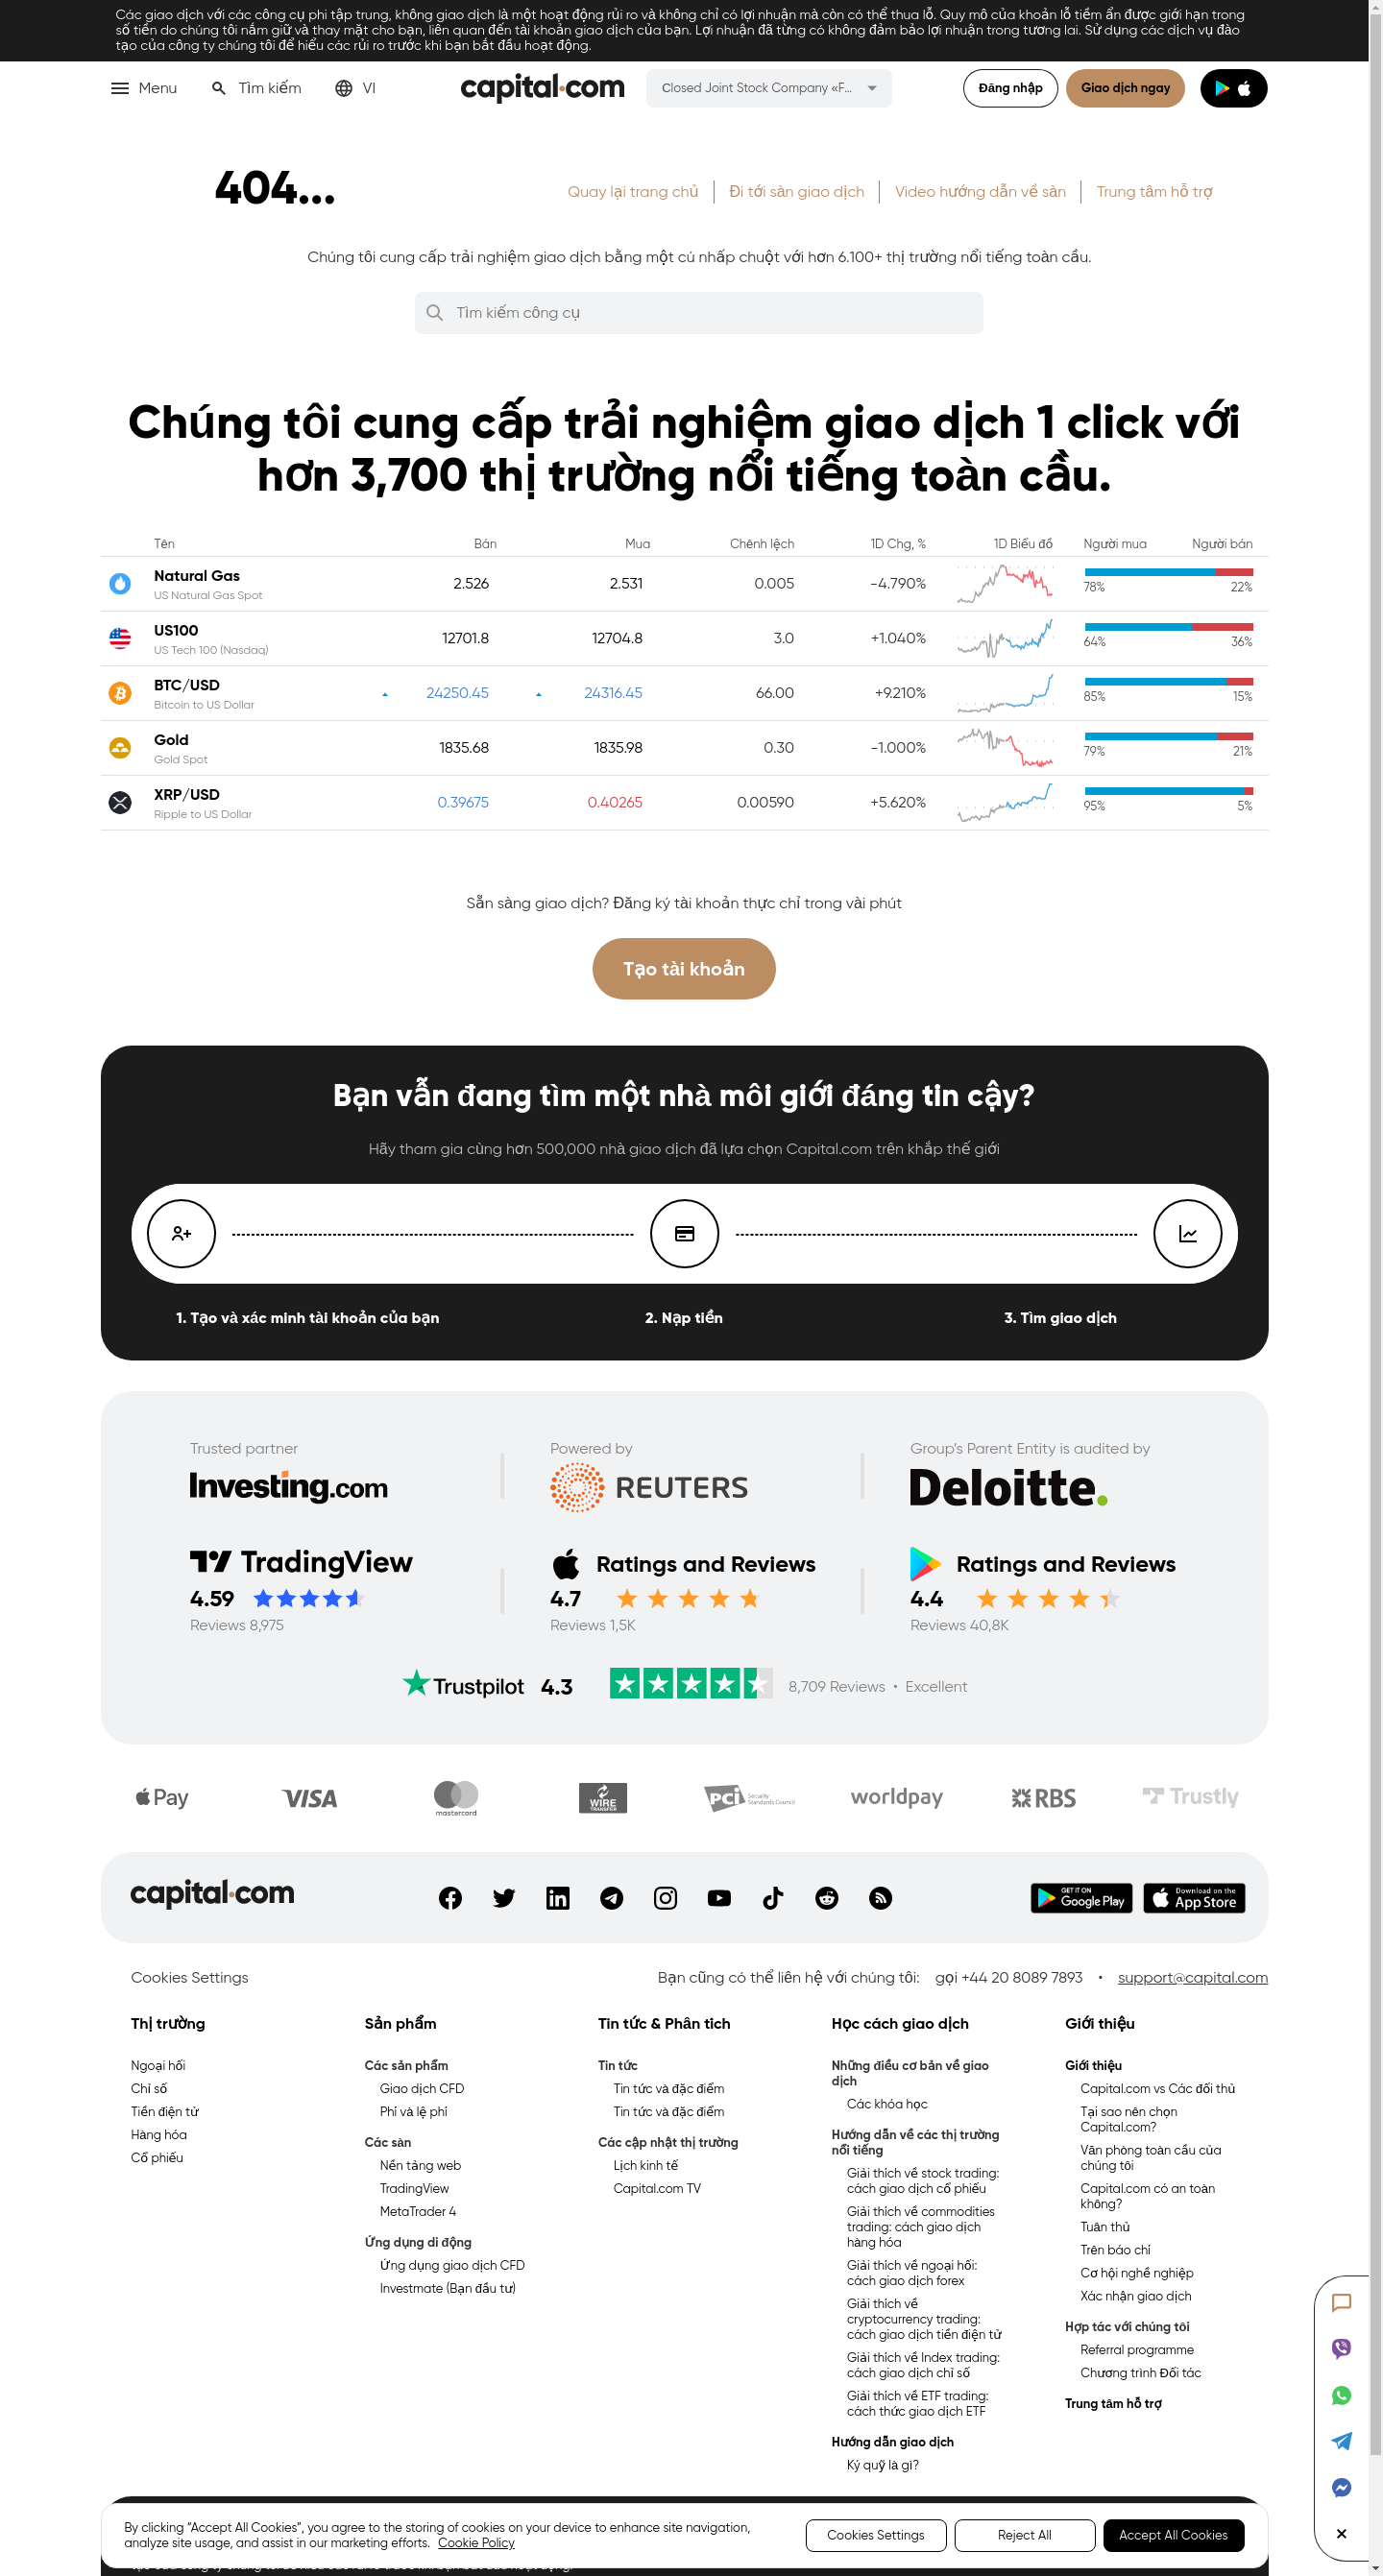 Các giao dịch với các công cụ phi tập trung, không giao dịch là một hoạt động rủi ro và không chỉ có lợi nhuận mà còn có thể thua lỗ. Quy mô của khoản lỗ tiềm ẩn được giới hạn trong
số tiền do chúng tôi nắm giữ và thay mặt cho bạn, liên quan đến tài khoản giao dịch của bạn. Lợi nhuận đã từng có không đảm bảo lợi nhuận trong tương lai. Sử dụng các dịch vụ đào
tạo của công ty chúng tôi để hiểu các rủi ro trước khi bạn bắt đầu hoạt động.
Menu Tìm kiếm VI capital.com Closed Joint Stock Company «F... Đăng nhập Giao dịch ngay
404...
Quay lại trang chủ Đi tới sàn giao dịch Video hướng dẫn về sàn Trung tâm hỗ trợ
Chúng tôi cung cấp trải nghiệm giao dịch bằng một cú nhấp chuột với hơn 6.100+ thị trường nổi tiếng toàn cầu.
Tìm kiếm công cụ
Chúng tôi cung cấp trải nghiệm giao dịch 1 click với
hơn 3,700 thị trường nổi tiếng toàn cầu.
Tên Bán Mua Chênh lệch 1D Chg, % 1D Biểu đồ Người mua Người bán
Natural Gas 2.526 2.531 0.005 -4.790% 78% 22%
US Natural Gas Spot
US100 12701.8 12704.8 3.0 +1.040% 64% 36%
US Tech 100 (Nasdaq)
BTC/USD 24250.45 24316.45 66.00 +9.210% 85% 15%
Bitcoin to US Dollar
Gold 1835.68 1835.98 0.30 -1.000% 79% 21%
Gold Spot
XRP/USD 0.39675 0.40265 0.00590 +5.620% 95% 5%
Ripple to US Dollar
Sẵn sàng giao dịch? Đăng ký tài khoản thực chỉ trong vài phút
Tạo tài khoản
Bạn vẫn đang tìm một nhà môi giới đáng tin cậy?
Hãy tham gia cùng hơn 500,000 nhà giao dịch đã lựa chọn Capital.com trên khắp thế giới
1. Tạo và xác minh tài khoản của bạn 2. Nạp tiền 3. Tìm giao dịch
Trusted partner Powered by Group's Parent Entity is audited by
Investing.com REUTERS Deloitte.
TradingView Ratings and Reviews Ratings and Reviews
4.59 4.7 4.4
Reviews 8,975 Reviews 1,5K Reviews 40,8K
Trustpilot 4.3 8,709 Reviews • Excellent
Pay VISA mastercard WIRE TRANSFER PCI Security Standards Council worldpay RBS Trustly
capital.com GET IT ON Google Play Download on the App Store
Cookies Settings Bạn cũng có thể liên hệ với chúng tôi: gọi +44 20 8089 7893 • support@capital.com
Thị trường
Ngoại hối
Chỉ số
Tiền điện tử
Hàng hóa
Cổ phiếu
Sản phẩm
Các sản phẩm
Giao dịch CFD
Phí và lệ phí
Các sàn
Nền tảng web
TradingView
MetaTrader 4
Ứng dụng di động
Ứng dụng giao dịch CFD
Investmate (Bạn đầu tư)
Tin tức & Phân tích
Tin tức
Tin tức và đặc điểm
Tin tức và đặc điểm
Các cập nhật thị trường
Lịch kinh tế
Capital.com TV
Học cách giao dịch
Những điều cơ bản về giao
dịch
Các khóa học
Hướng dẫn về các thị trường
nổi tiếng
Giải thích về stock trading:
cách giao dịch cổ phiếu
Giải thích về commodities
trading: cách giao dịch
hàng hóa
Giải thích về ngoại hối:
cách giao dịch forex
Giải thích về
cryptocurrency trading:
cách giao dịch tiền điện tử
Giải thích về Index trading:
cách giao dịch chỉ số
Giải thích về ETF trading:
cách thức giao dịch ETF
Hướng dẫn giao dịch
Ký quỹ là gì?
Giới thiệu
Giới thiệu
Capital.com vs Các đối thủ
Tại sao nên chọn
Capital.com?
Văn phòng toàn cầu của
chúng tôi
Capital.com có an toàn
không?
Tuân thủ
Trên báo chí
Cơ hội nghề nghiệp
Xác nhận giao dịch
Hợp tác với chúng tôi
Referral programme
Chương trình Đối tác
Trung tâm hỗ trợ
By clicking “Accept All Cookies”, you agree to the storing of cookies on your device to enhance site navigation,
analyze site usage, and assist in our marketing efforts. Cookie Policy
Cookies Settings Reject All Accept All Cookies